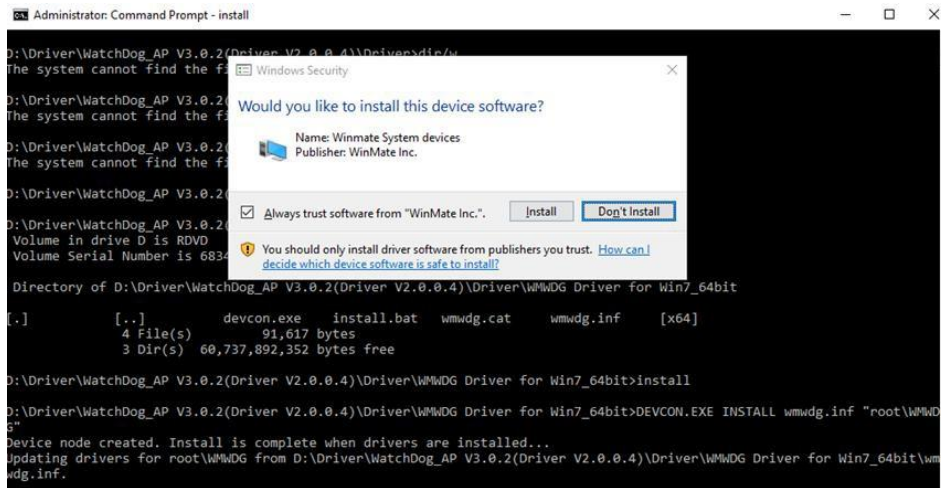 Administrator: Command Prompt - install
D:\Driver\WatchDog_AP V3.0.2(Driver V2.0.0.4)\Driver>dir/w
The system cannot find the fi
D:\Driver\WatchDog_AP V3.0.2(
The system cannot find the fi
D:\Driver\WatchDog_AP V3.0.2(
The system cannot find the fi
D:\Driver\WatchDog_AP V3.0.2(
D:\Driver\WatchDog_AP V3.0.2(
Volume in drive D is RDVD
Volume Serial Number is 6834
Windows Security
Would you like to install this device software?
Name: Winmate System devices
Publisher: WinMate Inc.
Always trust software from "WinMate Inc.".
Install
Don't Install
You should only install driver software from publishers you trust. How can I
decide which device software is safe to install?
Directory of D:\Driver\WatchDog_AP V3.0.2(Driver V2.0.0.4)\Driver\WMWDG Driver for Win7_64bit
[.] [..] devcon.exe install.bat wmwdg.cat wmwdg.inf [x64]
4 File(s) 91,617 bytes
3 Dir(s) 60,737,892,352 bytes free
D:\Driver\WatchDog_AP V3.0.2(Driver V2.0.0.4)\Driver\WMWDG Driver for Win7_64bit>install
D:\Driver\WatchDog_AP V3.0.2(Driver V2.0.0.4)\Driver\WMWDG Driver for Win7_64bit>DEVCON.EXE INSTALL wmwdg.inf "root\WMWD
G"
Device node created. Install is complete when drivers are installed...
Updating drivers for root\WMWDG from D:\Driver\WatchDog_AP V3.0.2(Driver V2.0.0.4)\Driver\WMWDG Driver for Win7_64bit\wm
wdg.inf.